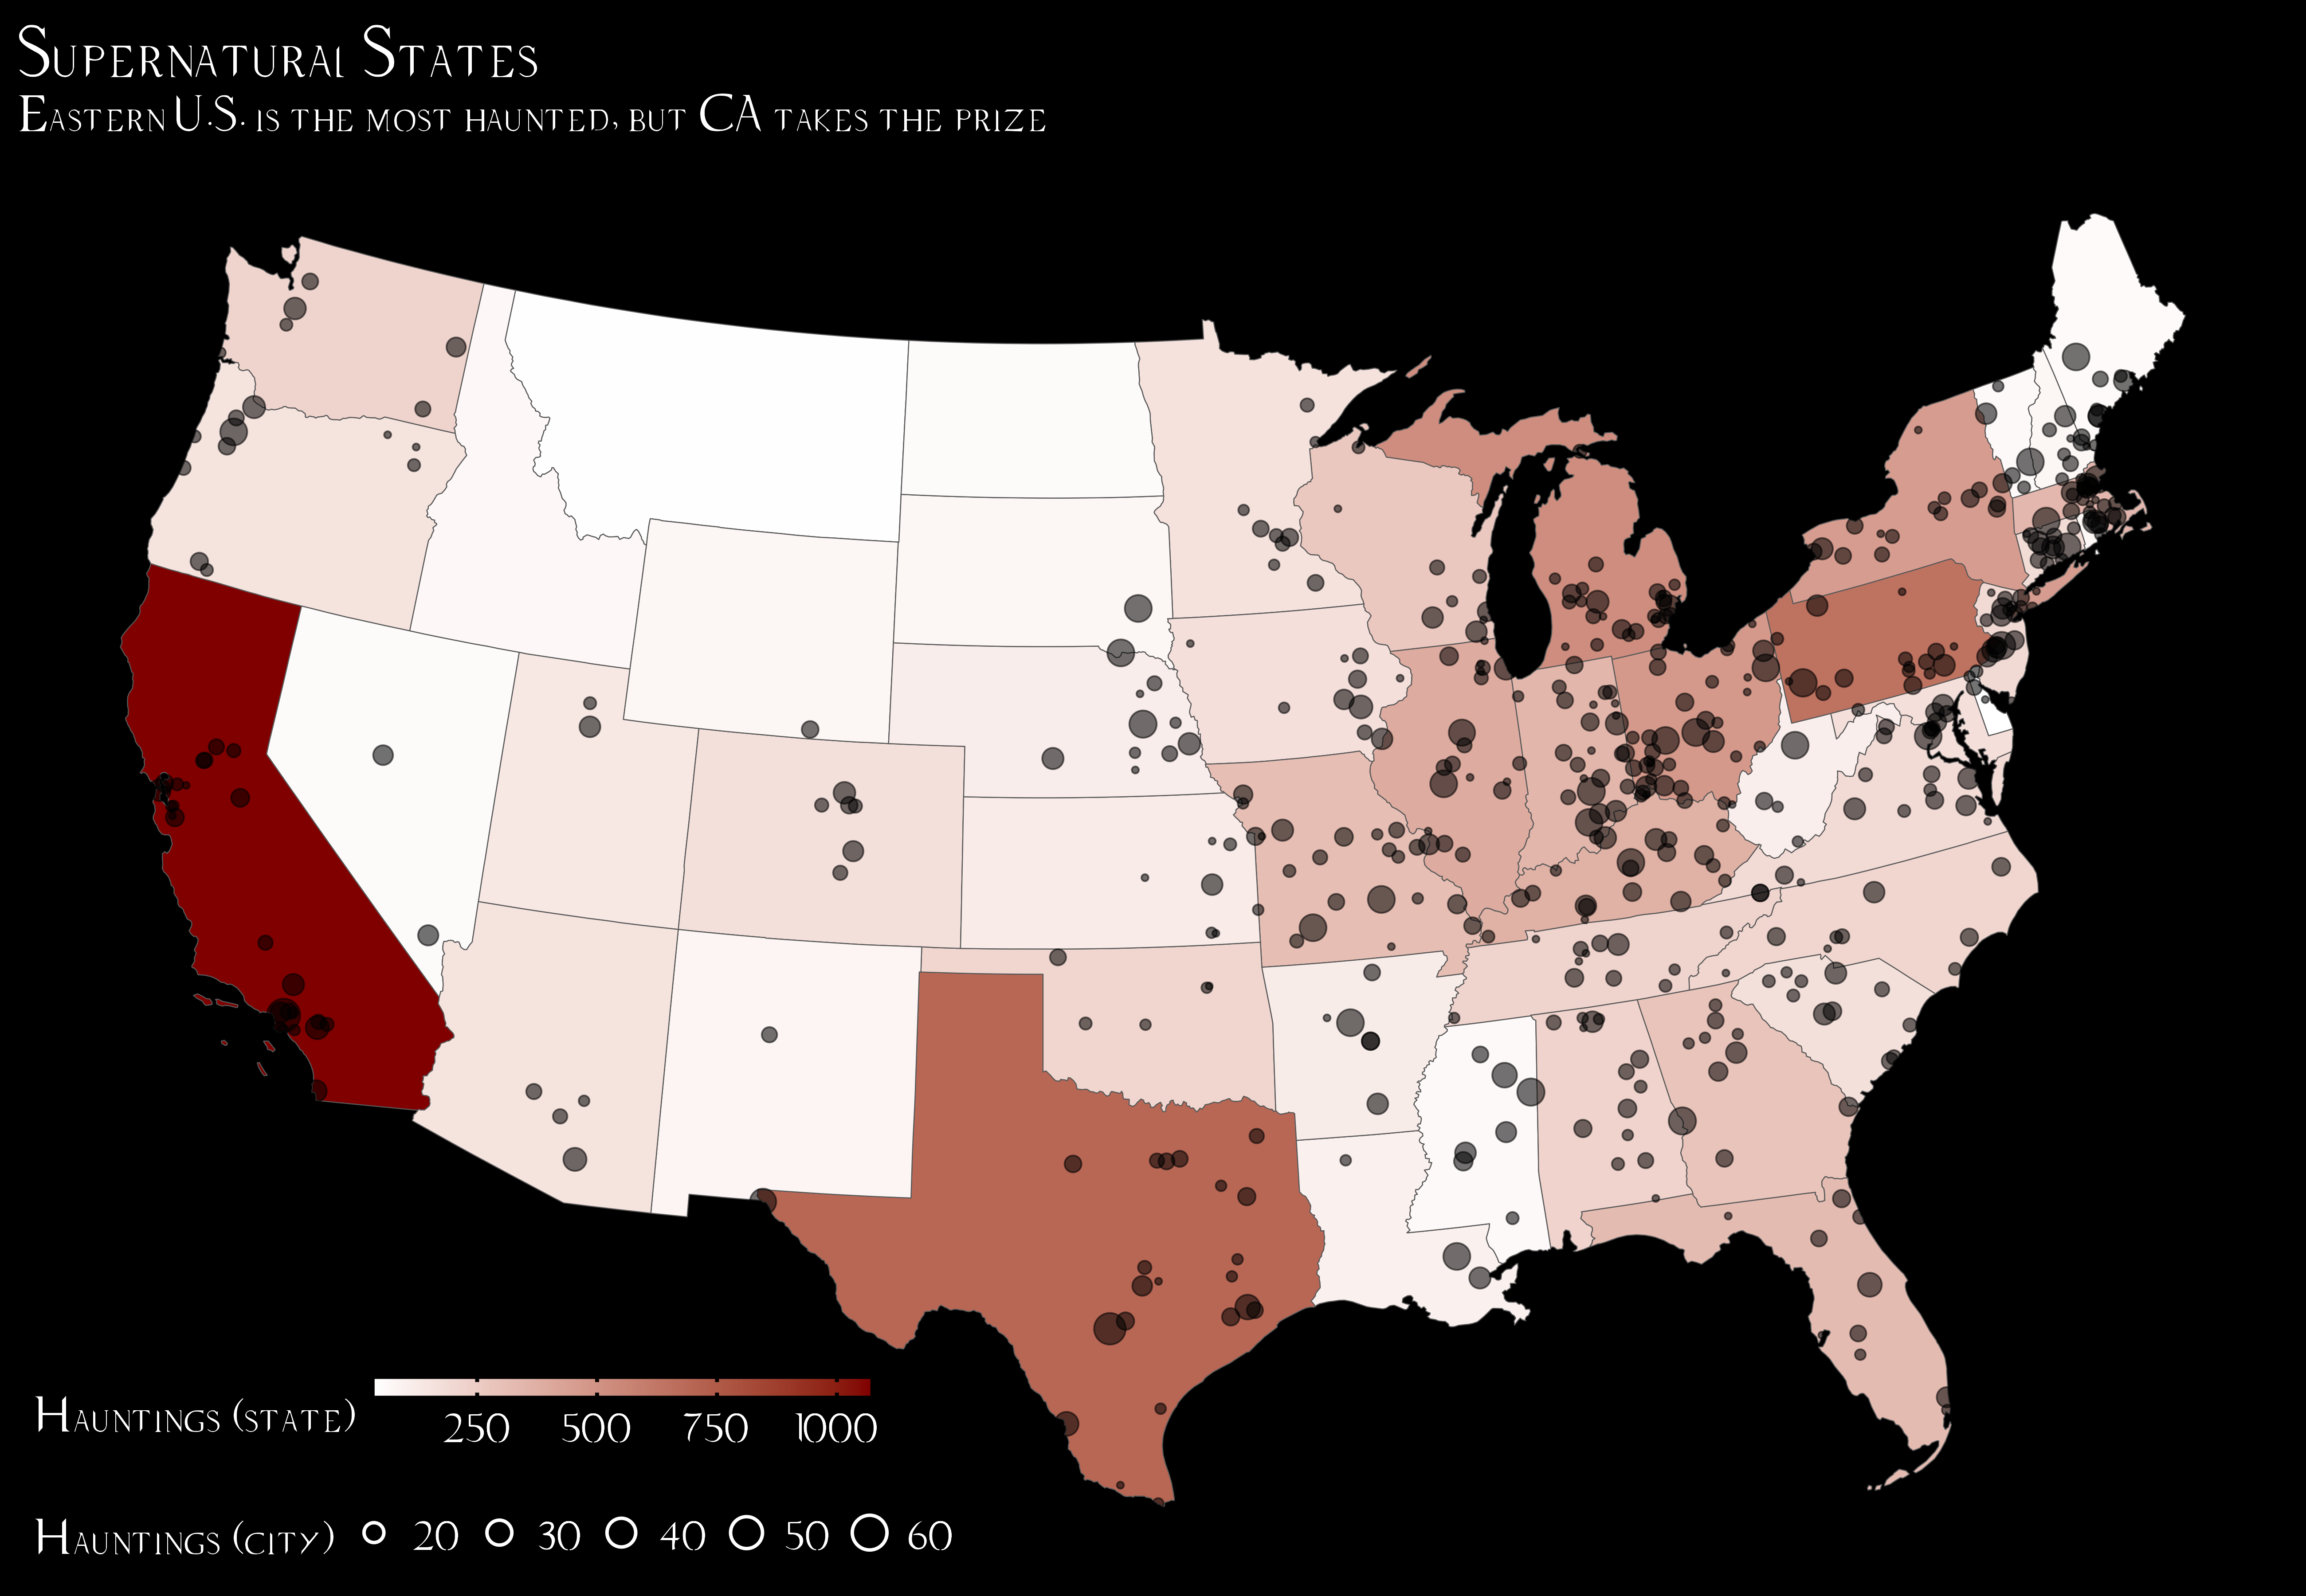 Supernatural States
Eastern U.S. is the most haunted, but CA takes the prize
Hauntings (state)
250 500 750 1000
Hauntings (city) 20 30 40 50 60